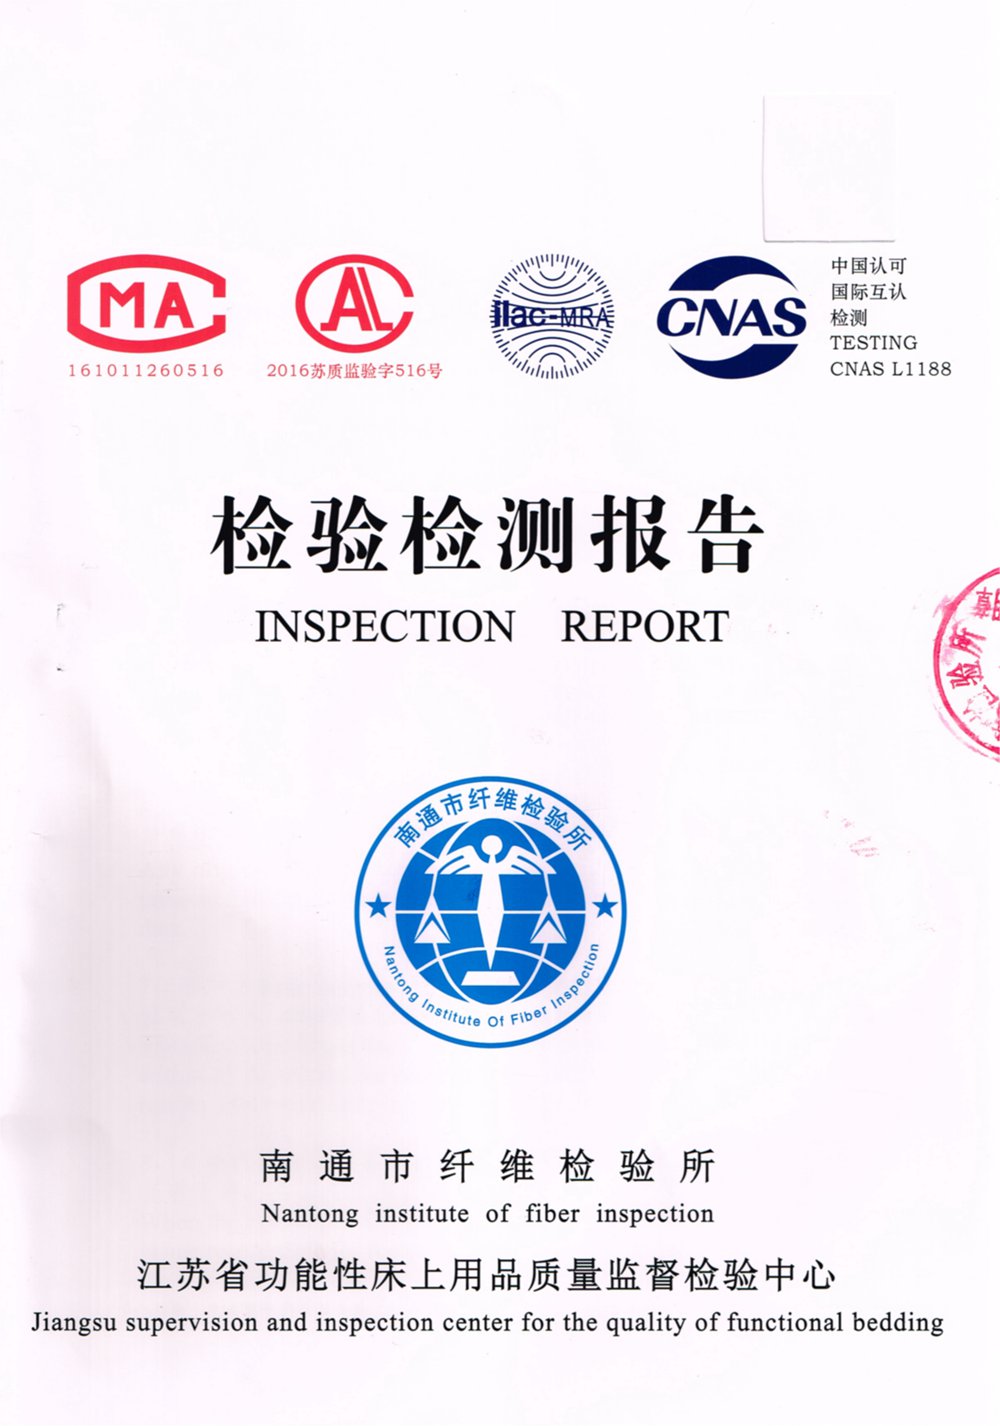 MA
161011260516
AL
2016苏质监验字516号
ilac-MRA
CNAS
中国认可
国际互认
检测
TESTING
CNAS L1188
检验检测报告
INSPECTION REPORT
验所
南通市纤维检验所
Nantong Institute Of Fiber Inspection
南通市纤维检验所
Nantong institute of fiber inspection
江苏省功能性床上用品质量监督检验中心
Jiangsu supervision and inspection center for the quality of functional bedding